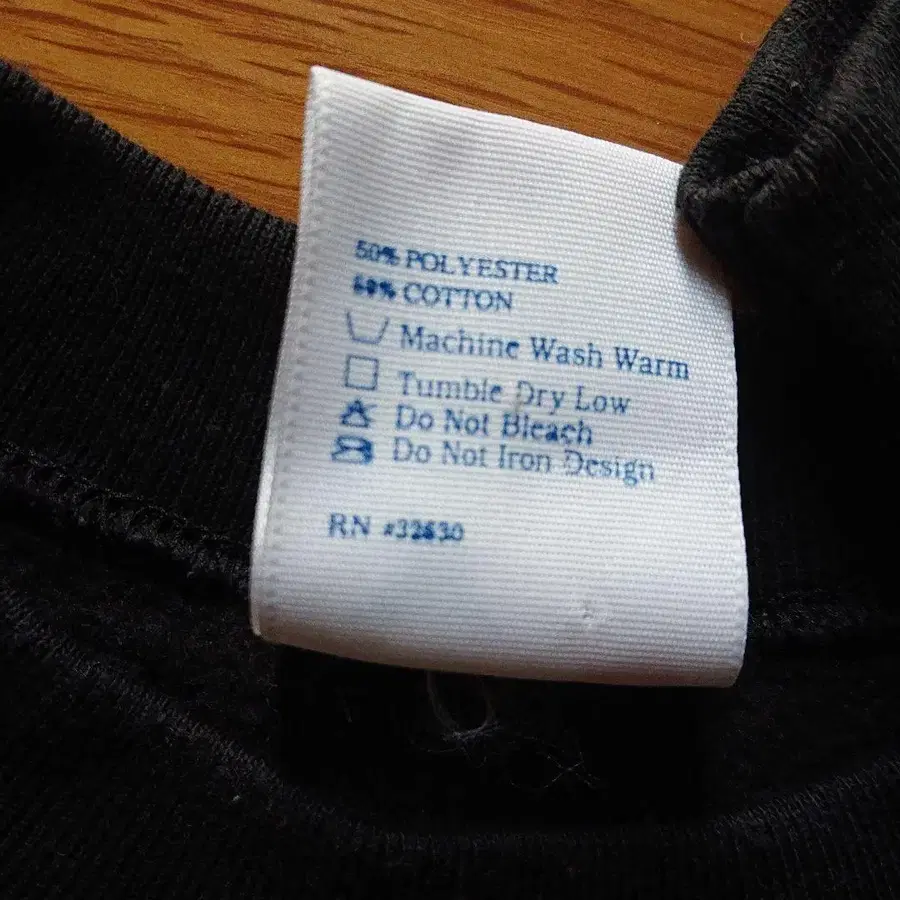 50% POLYESTER
50% COTTON
Machine Wash Warm
Tumble Dry Low
Do Not Bleach
Do Not Iron Design
RN #32630